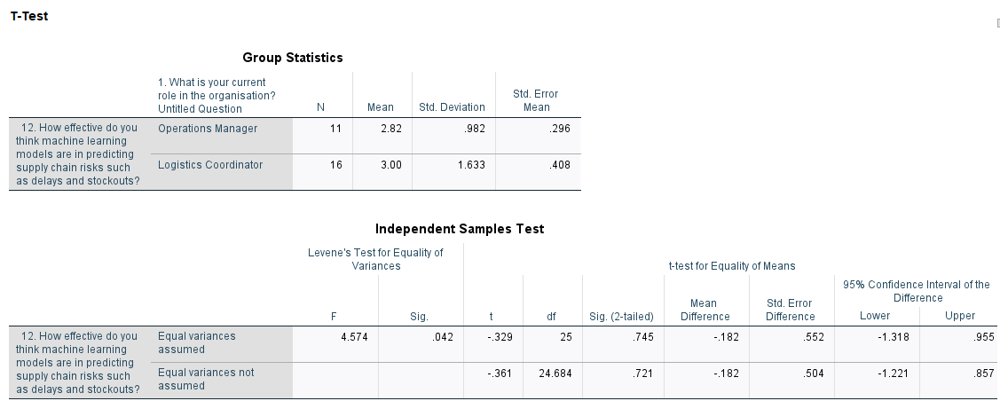 T-Test
Group Statistics
1. What is your current
role in the organisation?
Untitled Question
N
Mean
Std. Deviation
Std. Error
Mean
12. How effective do you
think machine learning
models are in predicting
supply chain risks such
as delays and stockouts?
Operations Manager
11
2.82
.982
.296
Logistics Coordinator
16
3.00
1.633
.408
Independent Samples Test
Levene's Test for Equality of
Variances
t-test for Equality of Means
F
Sig.
t
df
Sig. (2-tailed)
Mean
Difference
Std. Error
Difference
95% Confidence Interval of the
Difference
Lower
Upper
12. How effective do you
think machine learning
models are in predicting
supply chain risks such
as delays and stockouts?
Equal variances
assumed
4.574
.042
-.329
25
.745
-.182
.552
-1.318
.955
Equal variances not
assumed
-.361
24.684
.721
-.182
.504
-1.221
.857